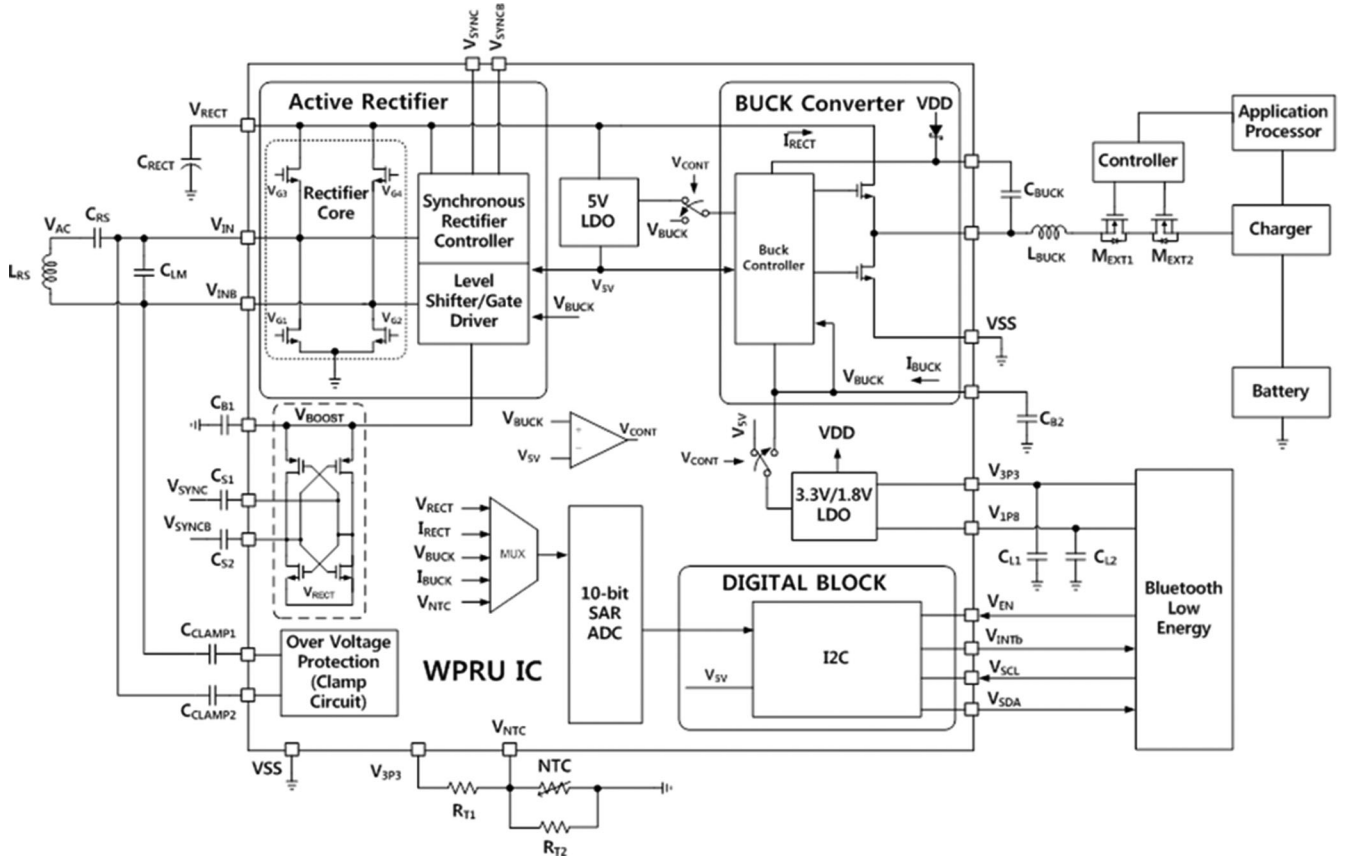 VSYNC
VSYNCB
Active Rectifier
BUCK Converter
VDD
Application
Processor
VRECT
IRECT
CRECT
VG3
VG4
Rectifier
Core
Synchronous
Rectifier
Controller
5V
LDO
VCONT
VBUCK
Controller
CBUCK
VAC
CRS
VIN
LRS
CLM
VINB
Buck
Controller
LBUCK
MEXT1
MEXT2
Charger
Level
Shifter/Gate
Driver
V5V
VBUCK
VG1
VG2
VSS
IBUCK
VBUCK
Battery
CB1
VBOOST
VBUCK
V5V
VCONT
V5V
VCONT
VDD
CB2
3.3V/1.8V
LDO
V3P3
V1P8
CL1
CL2
VSYNC
CS1
VSYNCB
CS2
VRECT
VRECT
IRECT
VBUCK
IBUCK
VNTC
MUX
10-bit
SAR
ADC
DIGITAL BLOCK
I2C
V5V
VEN
VINTb
VSCL
VSDA
Bluetooth
Low
Energy
CCLAMP1
CCLAMP2
Over Voltage
Protection
(Clamp
Circuit)
WPRU IC
VSS
V3P3
VNTC
RT1
NTC
RT2